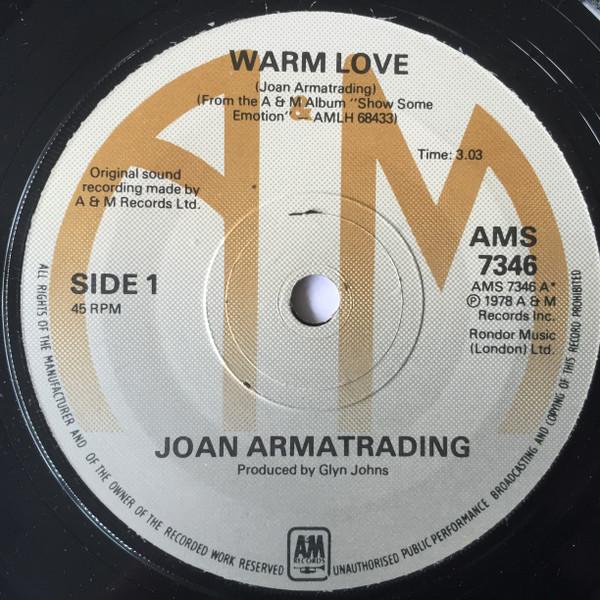 WARM LOVE
(Joan Armatrading)
(From the A & M Album "Show Some
Emotion" — AMLH 68433)
Time: 3.03
Original sound
recording made by
A & M Records Ltd.
SIDE 1
45 RPM
AMS
7346
AMS 7346 A*
℗ 1978 A & M
Records Inc.
Rondor Music
(London) Ltd.
JOAN ARMATRADING
Produced by Glyn Johns
ALL RIGHTS OF THE MANUFACTURER AND OF THE OWNER OF THE RECORDED WORK RESERVED
UNAUTHORISED PUBLIC PERFORMANCE BROADCASTING AND COPYING OF THIS RECORD PROHIBITED
A&M
RECORDS